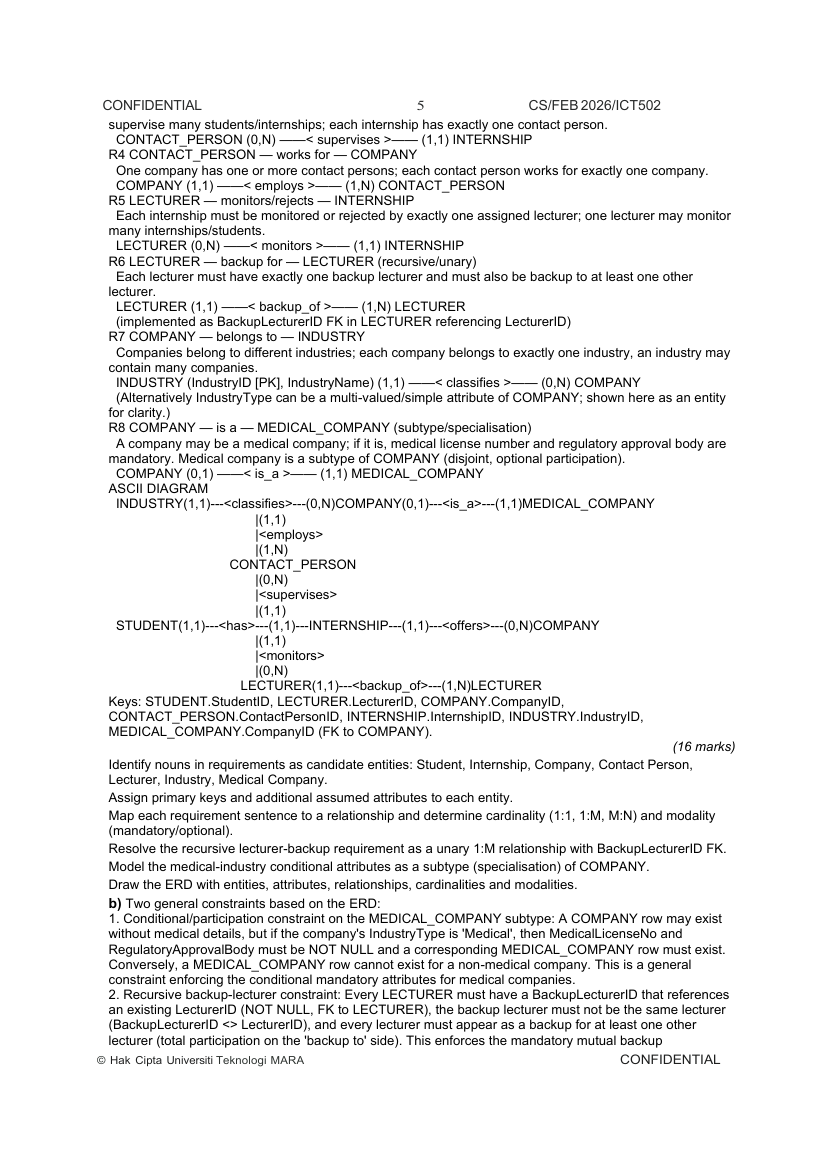 CONFIDENTIAL 5 CS/FEB 2026/ICT502
supervise many students/internships; each internship has exactly one contact person.
CONTACT_PERSON (0,N) ——< supervises >—— (1,1) INTERNSHIP
R4 CONTACT_PERSON — works for — COMPANY
One company has one or more contact persons; each contact person works for exactly one company.
COMPANY (1,1) ——< employs >—— (1,N) CONTACT_PERSON
R5 LECTURER — monitors/rejects — INTERNSHIP
Each internship must be monitored or rejected by exactly one assigned lecturer; one lecturer may monitor
many internships/students.
LECTURER (0,N) ——< monitors >—— (1,1) INTERNSHIP
R6 LECTURER — backup for — LECTURER (recursive/unary)
Each lecturer must have exactly one backup lecturer and must also be backup to at least one other
lecturer.
LECTURER (1,1) ——< backup_of >—— (1,N) LECTURER
(implemented as BackupLecturerID FK in LECTURER referencing LecturerID)
R7 COMPANY — belongs to — INDUSTRY
Companies belong to different industries; each company belongs to exactly one industry, an industry may
contain many companies.
INDUSTRY (IndustryID [PK], IndustryName) (1,1) ——< classifies >—— (0,N) COMPANY
(Alternatively IndustryType can be a multi-valued/simple attribute of COMPANY; shown here as an entity
for clarity.)
R8 COMPANY — is a — MEDICAL_COMPANY (subtype/specialisation)
A company may be a medical company; if it is, medical license number and regulatory approval body are
mandatory. Medical company is a subtype of COMPANY (disjoint, optional participation).
COMPANY (0,1) ——< is_a >—— (1,1) MEDICAL_COMPANY
ASCII DIAGRAM
INDUSTRY(1,1)---<classifies>---(0,N)COMPANY(0,1)---<is_a>---(1,1)MEDICAL_COMPANY
|(1,1)
|<employs>
|(1,N)
CONTACT_PERSON
|(0,N)
|<supervises>
|(1,1)
STUDENT(1,1)---<has>---(1,1)---INTERNSHIP---(1,1)---<offers>---(0,N)COMPANY
|(1,1)
|<monitors>
|(0,N)
LECTURER(1,1)---<backup_of>---(1,N)LECTURER
Keys: STUDENT.StudentID, LECTURER.LecturerID, COMPANY.CompanyID,
CONTACT_PERSON.ContactPersonID, INTERNSHIP.InternshipID, INDUSTRY.IndustryID,
MEDICAL_COMPANY.CompanyID (FK to COMPANY).
(16 marks)
Identify nouns in requirements as candidate entities: Student, Internship, Company, Contact Person,
Lecturer, Industry, Medical Company.
Assign primary keys and additional assumed attributes to each entity.
Map each requirement sentence to a relationship and determine cardinality (1:1, 1:M, M:N) and modality
(mandatory/optional).
Resolve the recursive lecturer-backup requirement as a unary 1:M relationship with BackupLecturerID FK.
Model the medical-industry conditional attributes as a subtype (specialisation) of COMPANY.
Draw the ERD with entities, attributes, relationships, cardinalities and modalities.
b) Two general constraints based on the ERD:
1. Conditional/participation constraint on the MEDICAL_COMPANY subtype: A COMPANY row may exist
without medical details, but if the company's IndustryType is 'Medical', then MedicalLicenseNo and
RegulatoryApprovalBody must be NOT NULL and a corresponding MEDICAL_COMPANY row must exist.
Conversely, a MEDICAL_COMPANY row cannot exist for a non-medical company. This is a general
constraint enforcing the conditional mandatory attributes for medical companies.
2. Recursive backup-lecturer constraint: Every LECTURER must have a BackupLecturerID that references
an existing LecturerID (NOT NULL, FK to LECTURER), the backup lecturer must not be the same lecturer
(BackupLecturerID <> LecturerID), and every lecturer must appear as a backup for at least one other
lecturer (total participation on the 'backup to' side). This enforces the mandatory mutual backup
© Hak Cipta Universiti Teknologi MARA CONFIDENTIAL